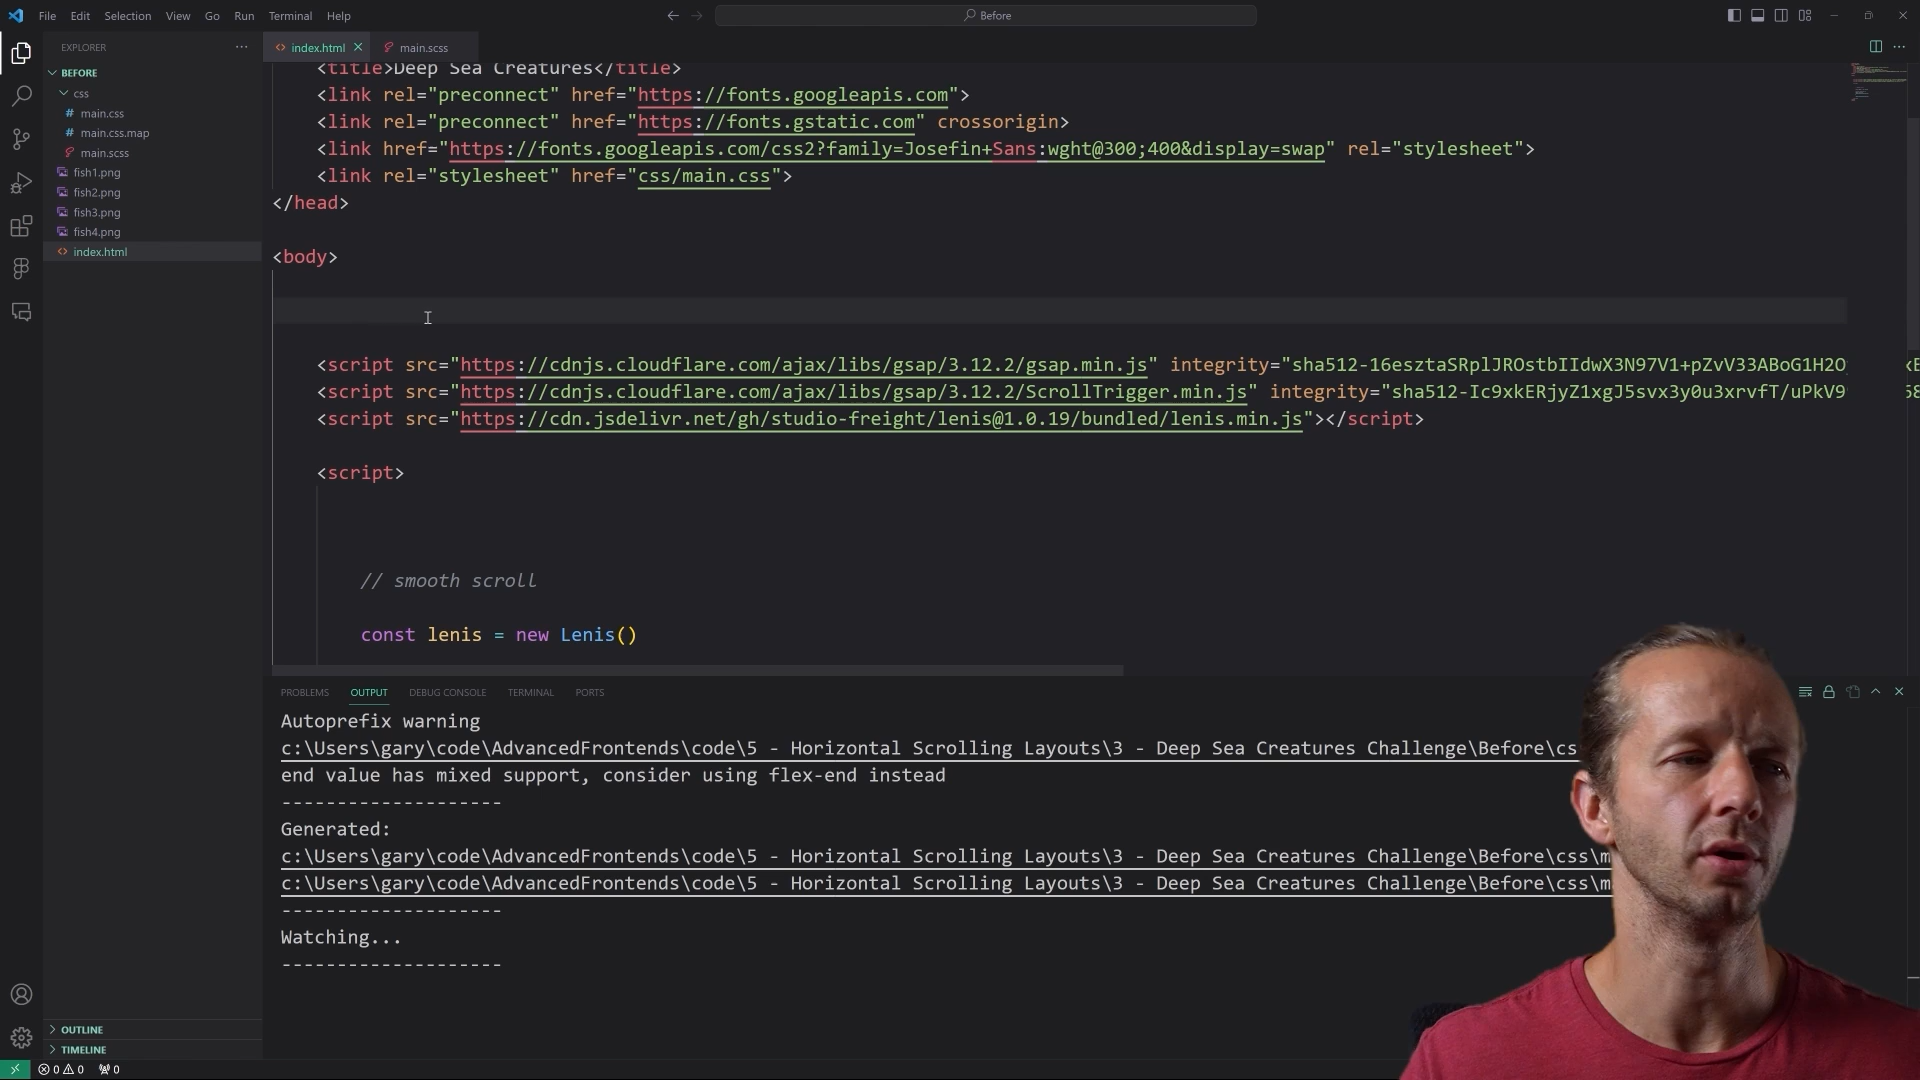 File Edit Selection View Go Run Terminal Help
Before
EXPLORER
BEFORE
css
main.css
main.css.map
main.scss
fish1.png
fish2.png
fish3.png
fish4.png
index.html
OUTLINE
TIMELINE
index.html
main.scss
<title>Deep Sea Creatures</title>
<link rel="preconnect" href="https://fonts.googleapis.com">
<link rel="preconnect" href="https://fonts.gstatic.com" crossorigin>
<link href="https://fonts.googleapis.com/css2?family=Josefin+Sans:wght@300;400&display=swap" rel="stylesheet">
<link rel="stylesheet" href="css/main.css">
</head>
<body>
<script src="https://cdnjs.cloudflare.com/ajax/libs/gsap/3.12.2/gsap.min.js" integrity="sha512-16esztaSRplJROstbIIdwX3N97V1+pZvV33ABoG1H2O
<script src="https://cdnjs.cloudflare.com/ajax/libs/gsap/3.12.2/ScrollTrigger.min.js" integrity="sha512-Ic9xkERjyZ1xgJ5svx3y0u3xrvfT/uPkV9
<script src="https://cdn.jsdelivr.net/gh/studio-freight/lenis@1.0.19/bundled/lenis.min.js"></script>
<script>
// smooth scroll
const lenis = new Lenis()
PROBLEMS OUTPUT DEBUG CONSOLE TERMINAL PORTS
Autoprefix warning
c:\Users\gary\code\AdvancedFrontends\code\5 - Horizontal Scrolling Layouts\3 - Deep Sea Creatures Challenge\Before\cs
end value has mixed support, consider using flex-end instead
--------------------
Generated:
c:\Users\gary\code\AdvancedFrontends\code\5 - Horizontal Scrolling Layouts\3 - Deep Sea Creatures Challenge\Before\css\m
c:\Users\gary\code\AdvancedFrontends\code\5 - Horizontal Scrolling Layouts\3 - Deep Sea Creatures Challenge\Before\css\m
--------------------
Watching...
--------------------
0 0 0